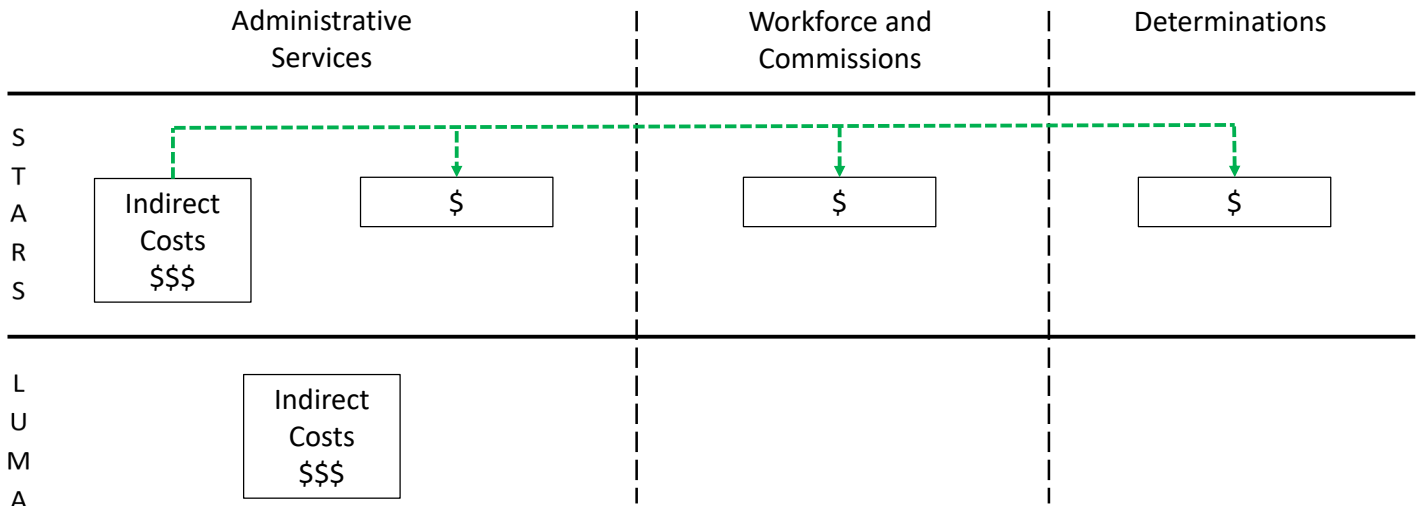 Administrative
Services
Workforce and
Commissions
Determinations
S
T
A
R
S
Indirect
Costs
$$$
$
$
$
L
U
M
A
Indirect
Costs
$$$